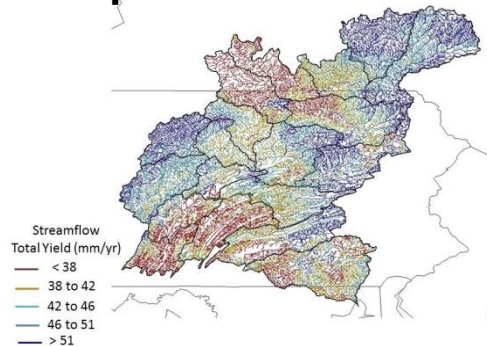 Streamflow
Total Yield (mm/yr)
< 38
38 to 42
42 to 46
46 to 51
> 51